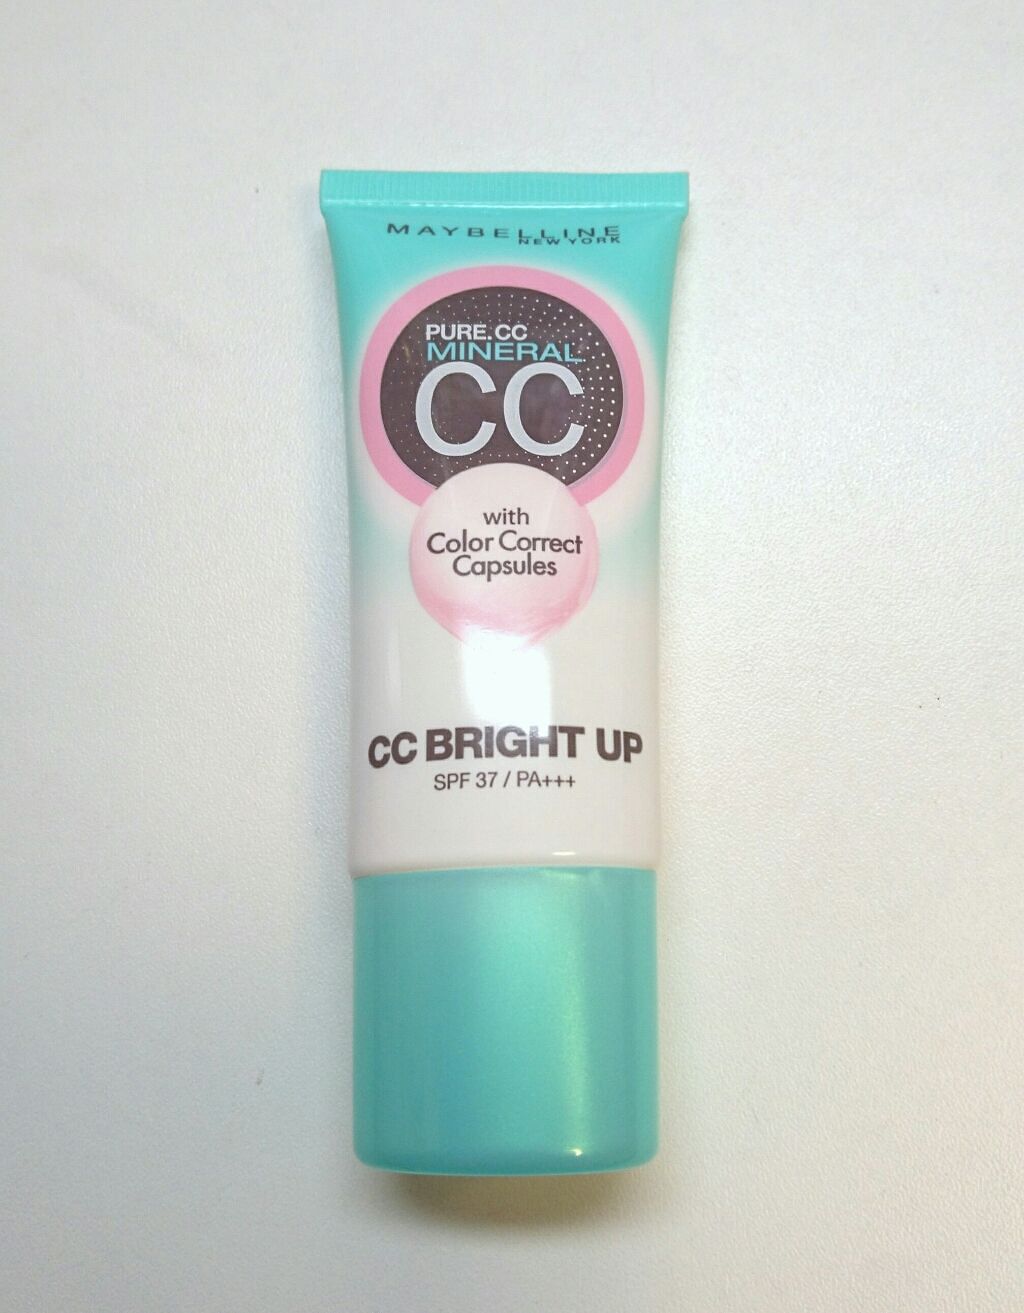 MAYBELLINE
NEW YORK
PURE.CC
MINERAL
CC
with
Color Correct
Capsules
CC BRIGHT UP
SPF 37 / PA+++